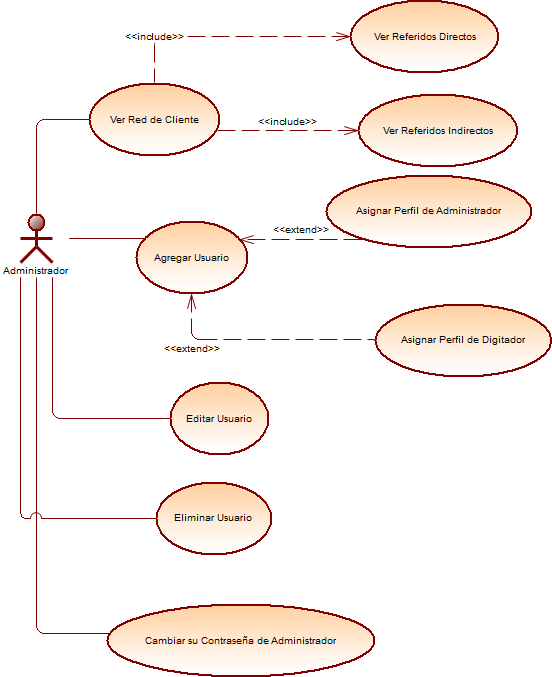 Ver Referidos Directos
<<include>>
Ver Red de Cliente
<<include>>
Ver Referidos Indirectos
Asignar Perfil de Administrador
<<extend>>
Agregar Usuario
Administrador
Asignar Perfil de Digitador
<<extend>>
Editar Usuario
Eliminar Usuario
Cambiar su Contraseña de Administrador